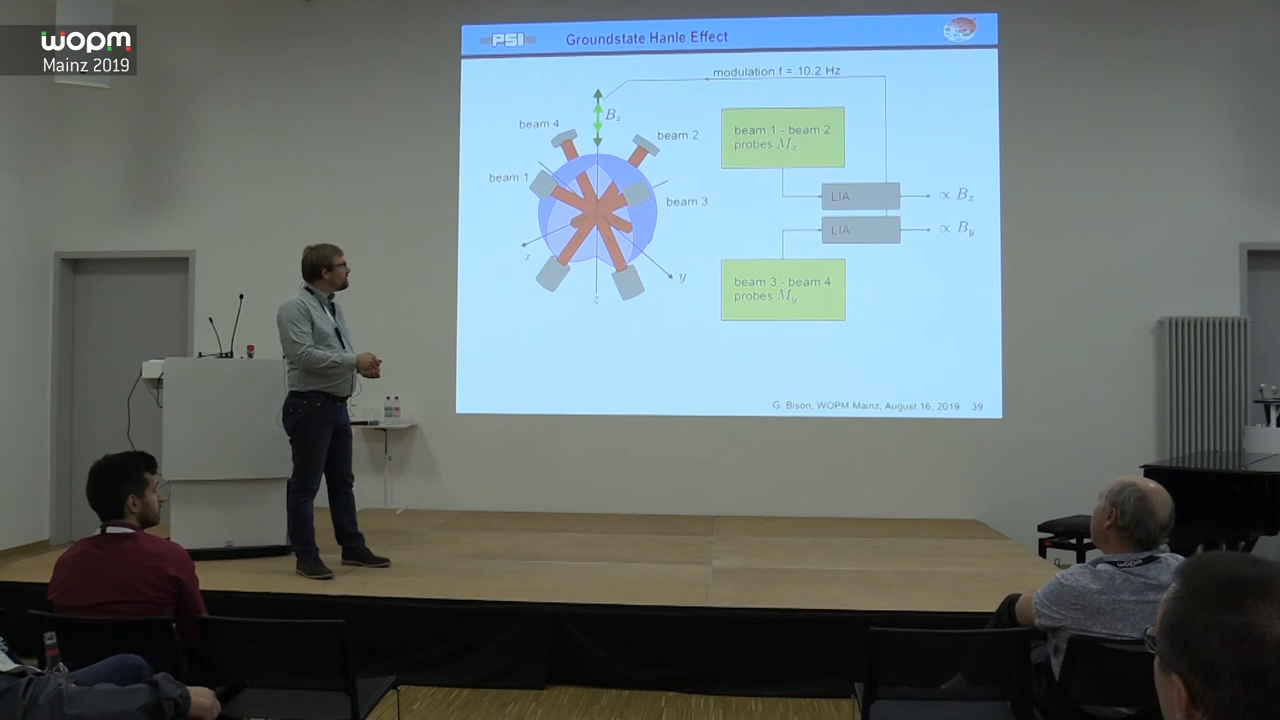 wopm
Mainz 2019
PSI
Groundstate Hanle Effect
modulation f = 10.2 Hz
B_z
beam 4
beam 2
beam 1
beam 3
x
y
z
beam 1 - beam 2
probes M_x
LIA
∝ B_x
LIA
∝ B_y
beam 3 - beam 4
probes M_y
G. Bison, WOPM Mainz, August 16, 2019 39
wopm